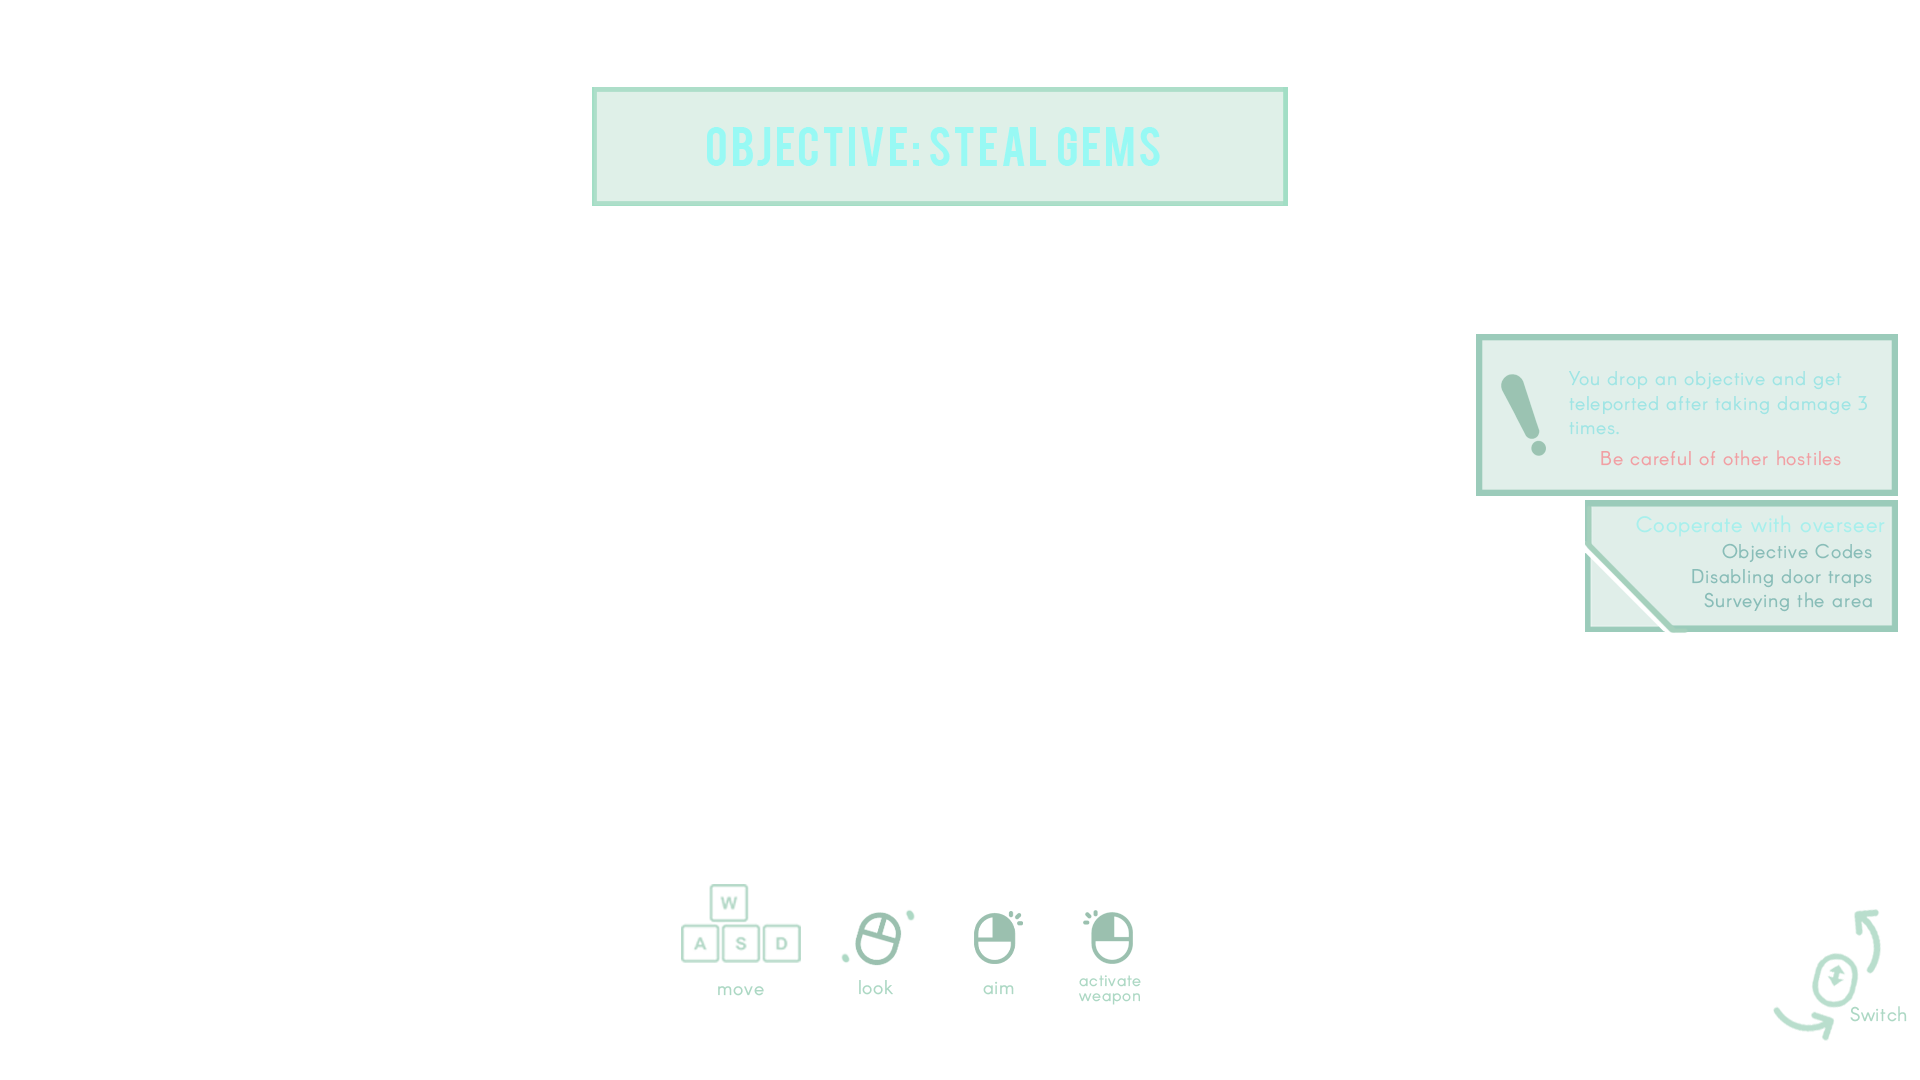 OBJECTIVE: STEAL GEMS
You drop an objective and get
teleported after taking damage 3
times.
Be careful of other hostiles
Cooperate with overseer
Objective Codes
Disabling door traps
Surveying the area
W
A S D
move
look
aim
activate
weapon
Switch